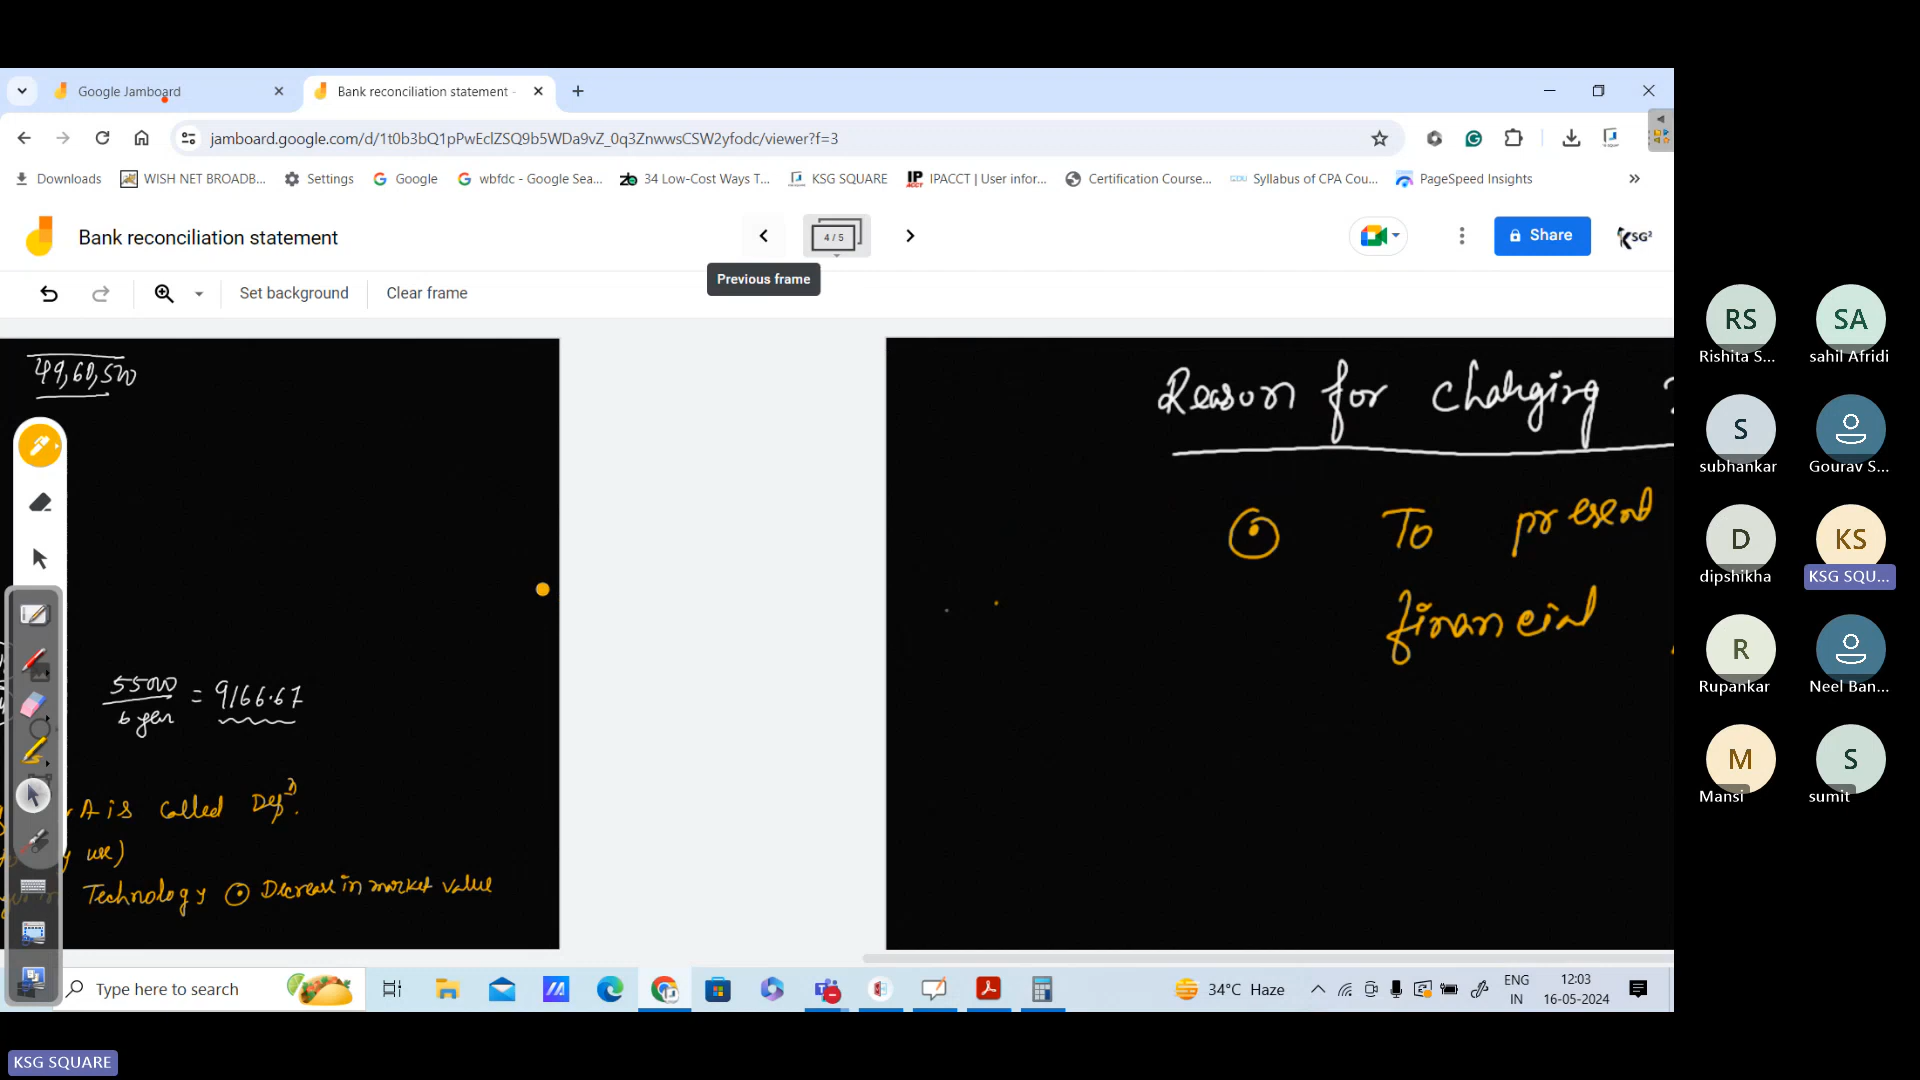 Google Jamboard
Bank reconciliation statement -
jamboard.google.com/d/1t0b3bQ1pPwEclZSQ9b5WDa9vZ_0q3ZnwwsCSW2yfodc/viewer?f=3
Downloads WISH NET BROADB... Settings Google wbfdc - Google Sea... 34 Low-Cost Ways T... KSG SQUARE IPACCT | User infor... Certification Course... Syllabus of CPA Cou... PageSpeed Insights »
Bank reconciliation statement
4 / 5
Share
KSG²
Previous frame
Set background Clear frame
Reason for charging
To present
financial
55000 = 9166.67
6 year
A is called Depⁿ.
use)
Technology Decrease in market value
RS
Rishita S...
SA
sahil Afridi
S
subhankar
Gourav S...
D
dipshikha
KS
KSG SQU...
R
Rupankar
Neel Ban...
M
Mansi
S
sumit
Type here to search
34°C Haze
ENG
IN
12:03
16-05-2024
KSG SQUARE